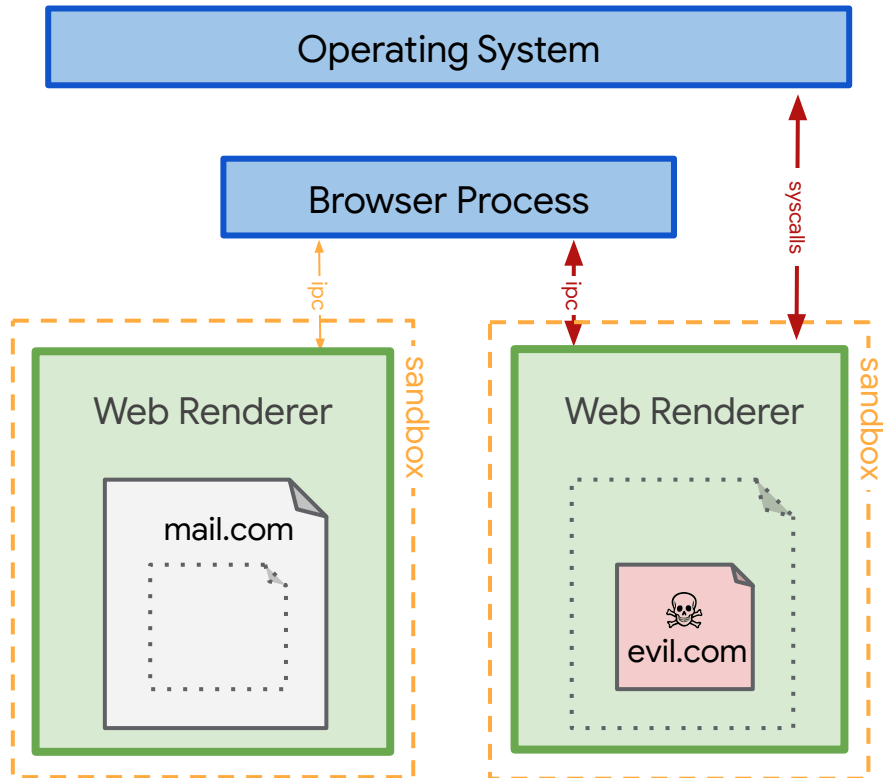 Operating System
Browser Process
syscalls
ipc
ipc
sandbox
sandbox
Web Renderer
Web Renderer
mail.com
evil.com